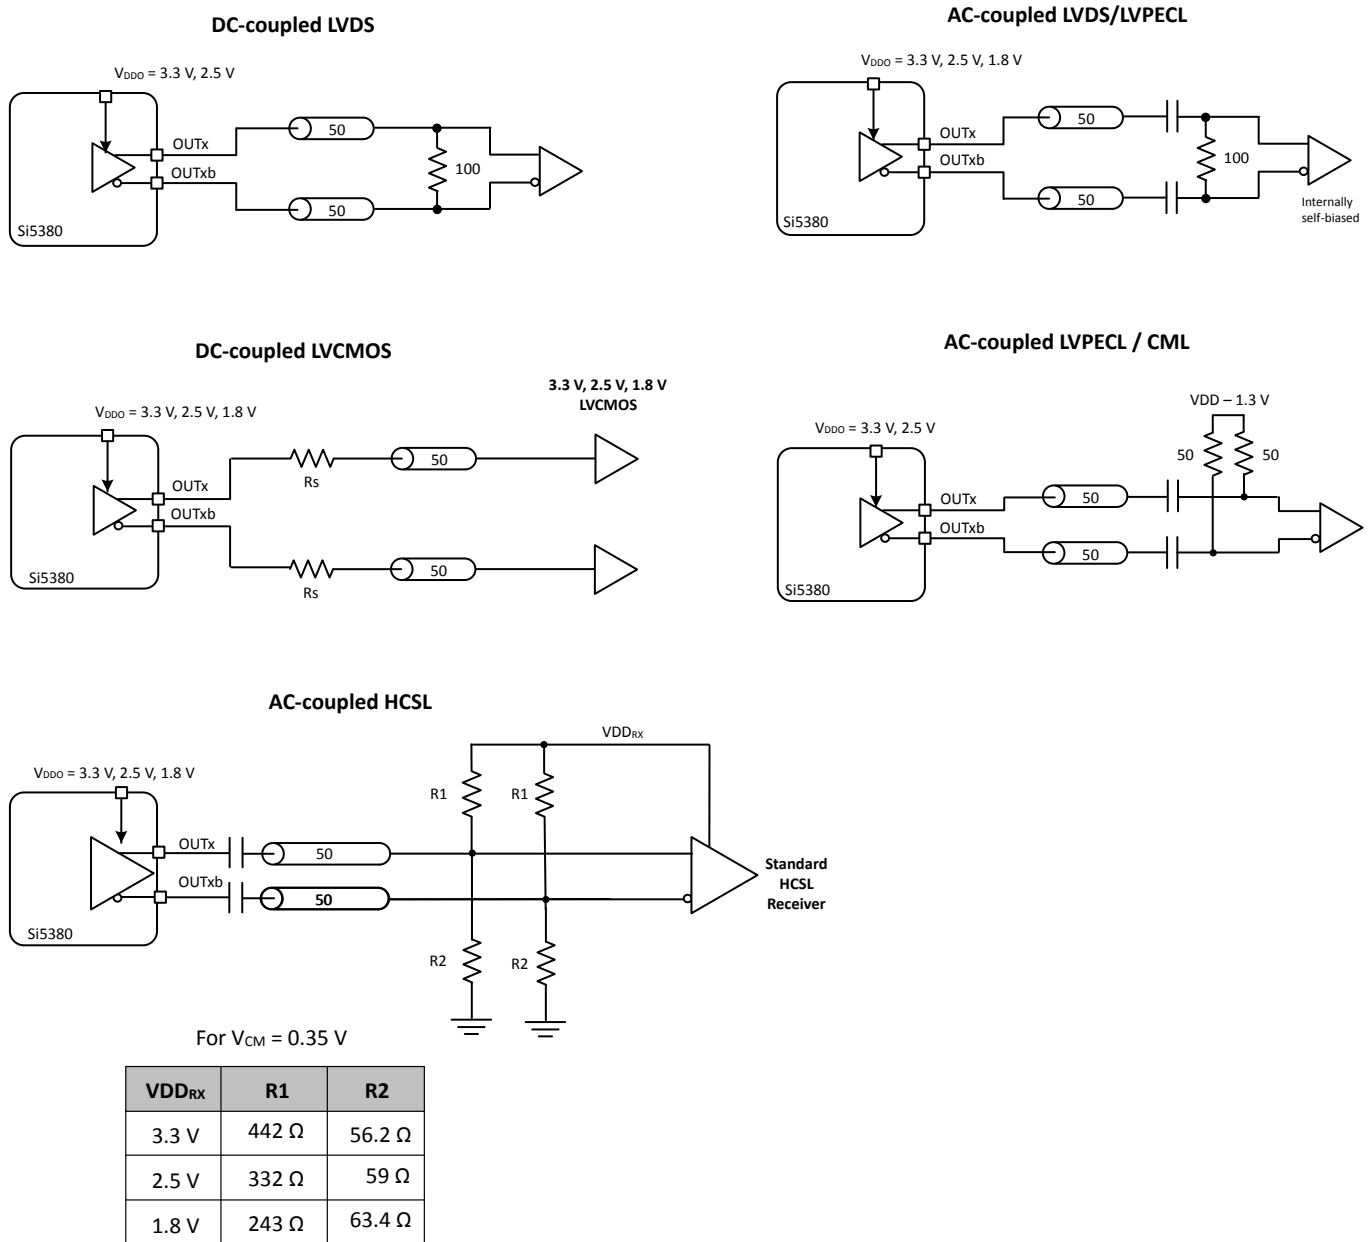 DC-coupled LVDS
VDDO = 3.3 V, 2.5 V
OUTx
OUTxb
50
50
100
Si5380
AC-coupled LVDS/LVPECL
VDDO = 3.3 V, 2.5 V, 1.8 V
OUTx
OUTxb
50
50
100
Internally
self-biased
Si5380
DC-coupled LVCMOS
3.3 V, 2.5 V, 1.8 V
LVCMOS
VDDO = 3.3 V, 2.5 V, 1.8 V
OUTx
OUTxb
Rs
50
Rs
50
Si5380
AC-coupled LVPECL / CML
VDD – 1.3 V
VDDO = 3.3 V, 2.5 V
50
50
OUTx
OUTxb
50
50
Si5380
AC-coupled HCSL
VDDRX
VDDO = 3.3 V, 2.5 V, 1.8 V
R1
R1
OUTx
50
OUTxb
50
Standard
HCSL
Receiver
Si5380
R2
R2
For VCM = 0.35 V
VDDRX R1 R2
3.3 V 442 Ω 56.2 Ω
2.5 V 332 Ω 59 Ω
1.8 V 243 Ω 63.4 Ω